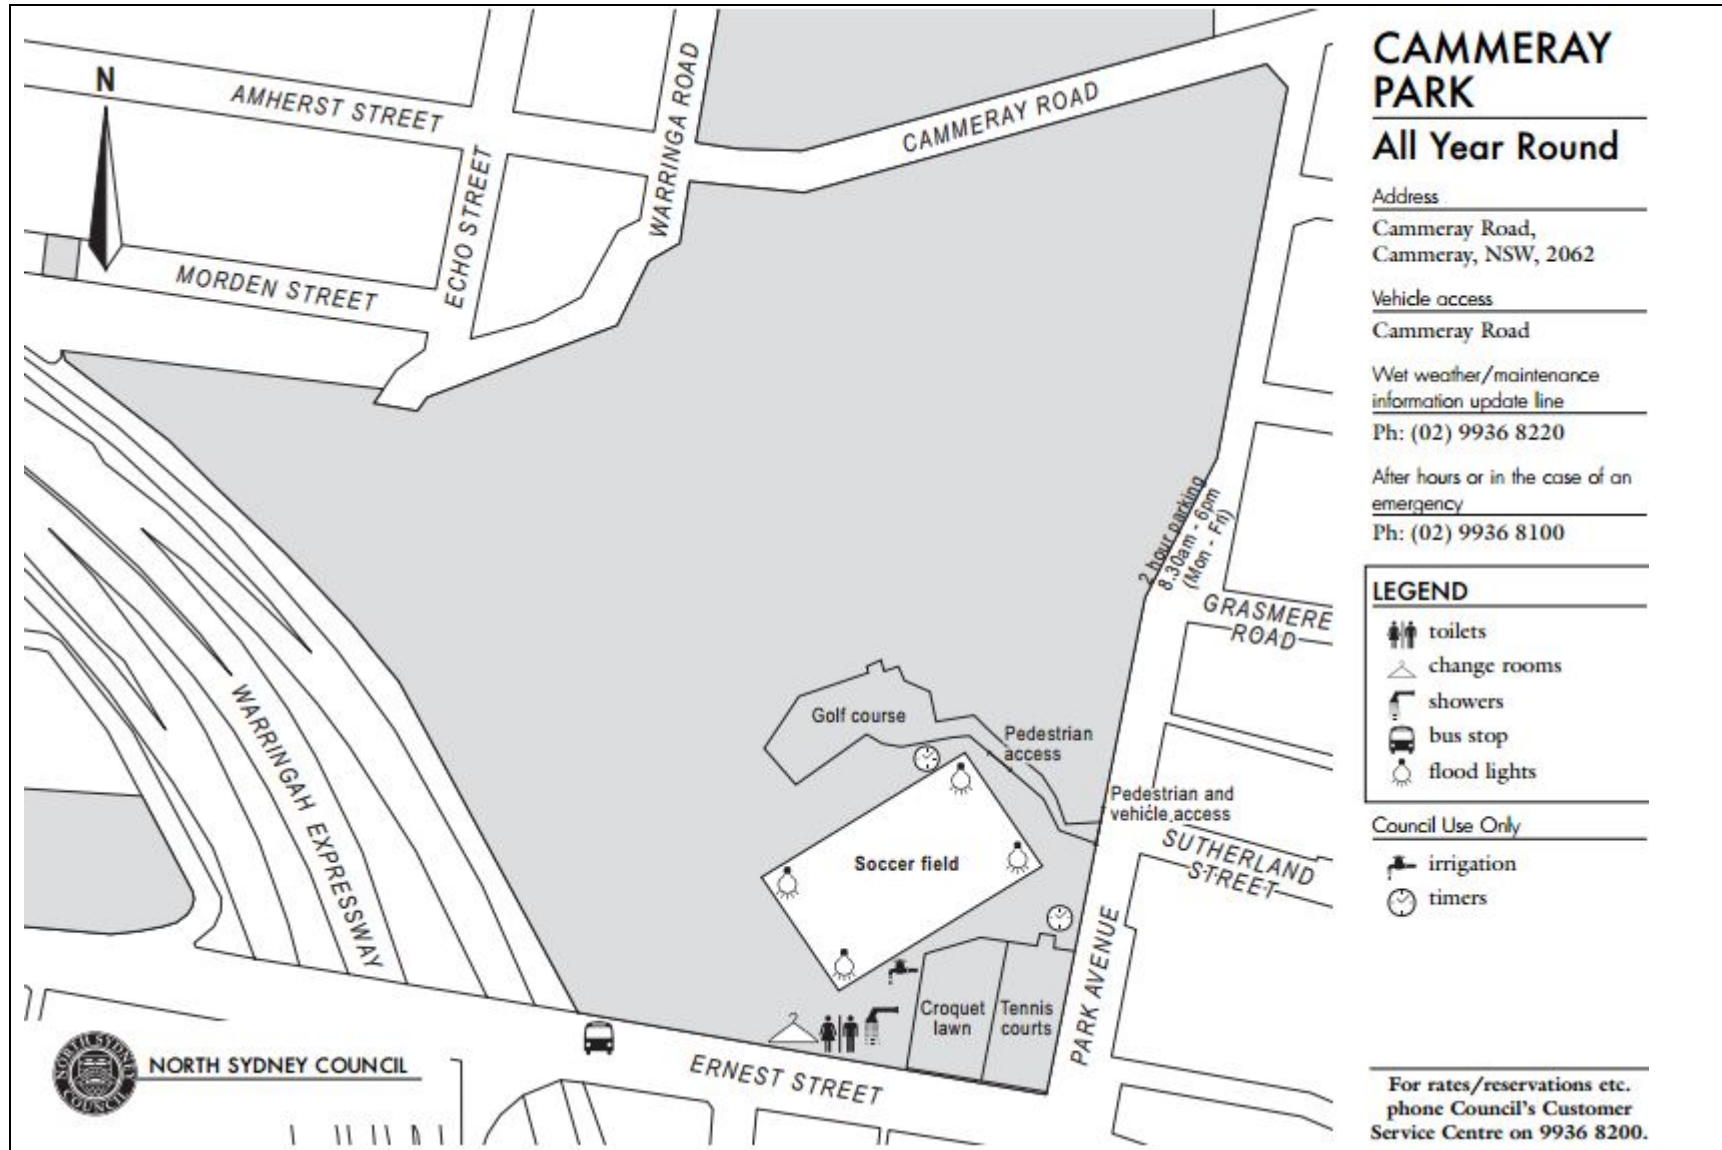 N
AMHERST STREET
WARRINGA ROAD
CAMMERAY ROAD
ECHO STREET
MORDEN STREET
2 hour parking
8.30am - 6pm
(Mon - Fri)
GRASMERE
ROAD
WARRINGAH EXPRESSWAY
Golf course
Pedestrian
access
Pedestrian and
vehicle access
SUTHERLAND
STREET
Soccer field
PARK AVENUE
Croquet
lawn
Tennis
courts
ERNEST STREET
NORTH SYDNEY
COUNCIL
NORTH SYDNEY COUNCIL
CAMMERAY
PARK
All Year Round
Address
Cammeray Road,
Cammeray, NSW, 2062
Vehicle access
Cammeray Road
Wet weather/maintenance
information update line
Ph: (02) 9936 8220
After hours or in the case of an
emergency
Ph: (02) 9936 8100
LEGEND
toilets
change rooms
showers
bus stop
flood lights
Council Use Only
irrigation
timers
For rates/reservations etc.
phone Council's Customer
Service Centre on 9936 8200.